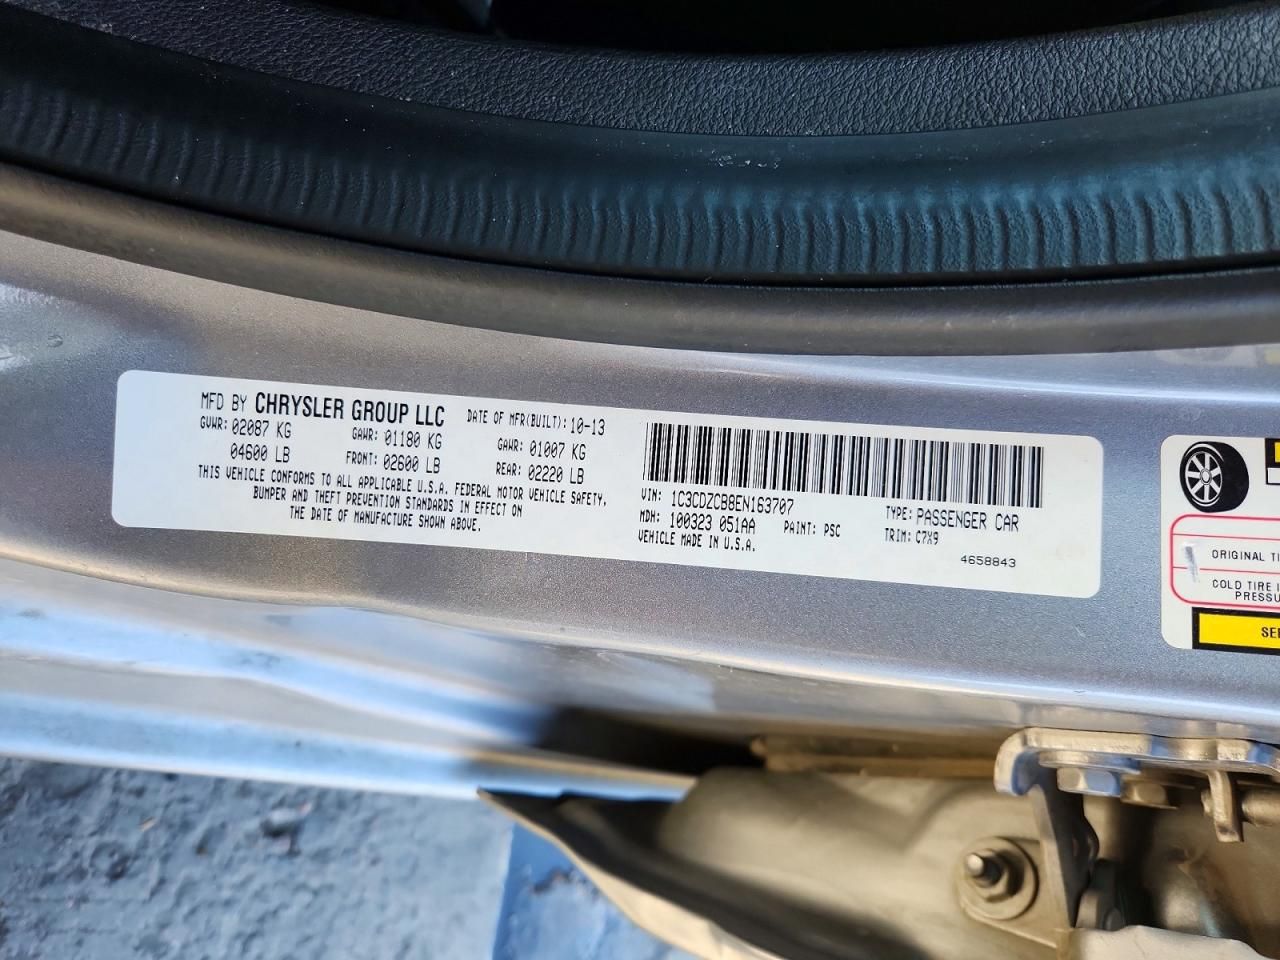 MFD BY CHRYSLER GROUP LLC DATE OF MFR(BUILT): 10-13
GVWR: 02087 KG GAWR: 01180 KG GAWR: 01007 KG
04600 LB FRONT: 02600 LB REAR: 02220 LB
THIS VEHICLE CONFORMS TO ALL APPLICABLE U.S.A. FEDERAL MOTOR VEHICLE SAFETY,
BUMPER AND THEFT PREVENTION STANDARDS IN EFFECT ON
THE DATE OF MANUFACTURE SHOWN ABOVE.
VIN: 1C3CDZCB8EN163707 TYPE: PASSENGER CAR
MDH: 100323 051AA PAINT: PSC TRIM: C7X9
VEHICLE MADE IN U.S.A. 4658843
ORIGINAL TI
COLD TIRE I
PRESSU
SE